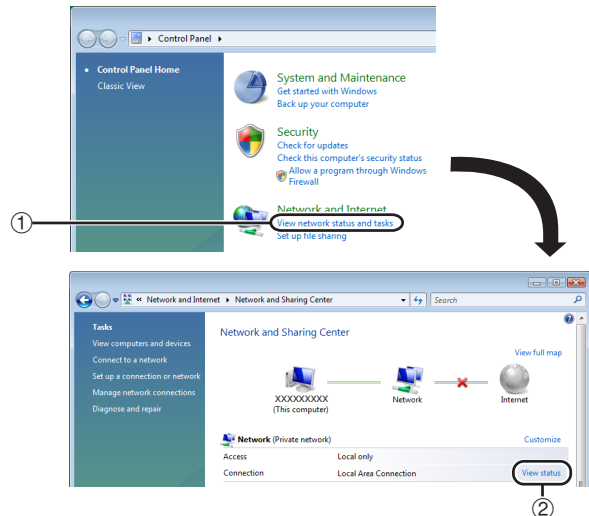 Control Panel
Control Panel Home
Classic View
System and Maintenance
Get started with Windows
Back up your computer
Security
Check for updates
Check this computer's security status
Allow a program through Windows
Firewall
Network and Internet
① View network status and tasks
Set up file sharing
« Network and Internet Network and Sharing Center Search
Tasks
View computers and devices
Connect to a network
Set up a connection or network
Manage network connections
Diagnose and repair
Network and Sharing Center
View full map
XXXXXXXXX
(This computer)
Network
Internet
Network (Private network) Customize
Access Local only
Connection Local Area Connection View status
②